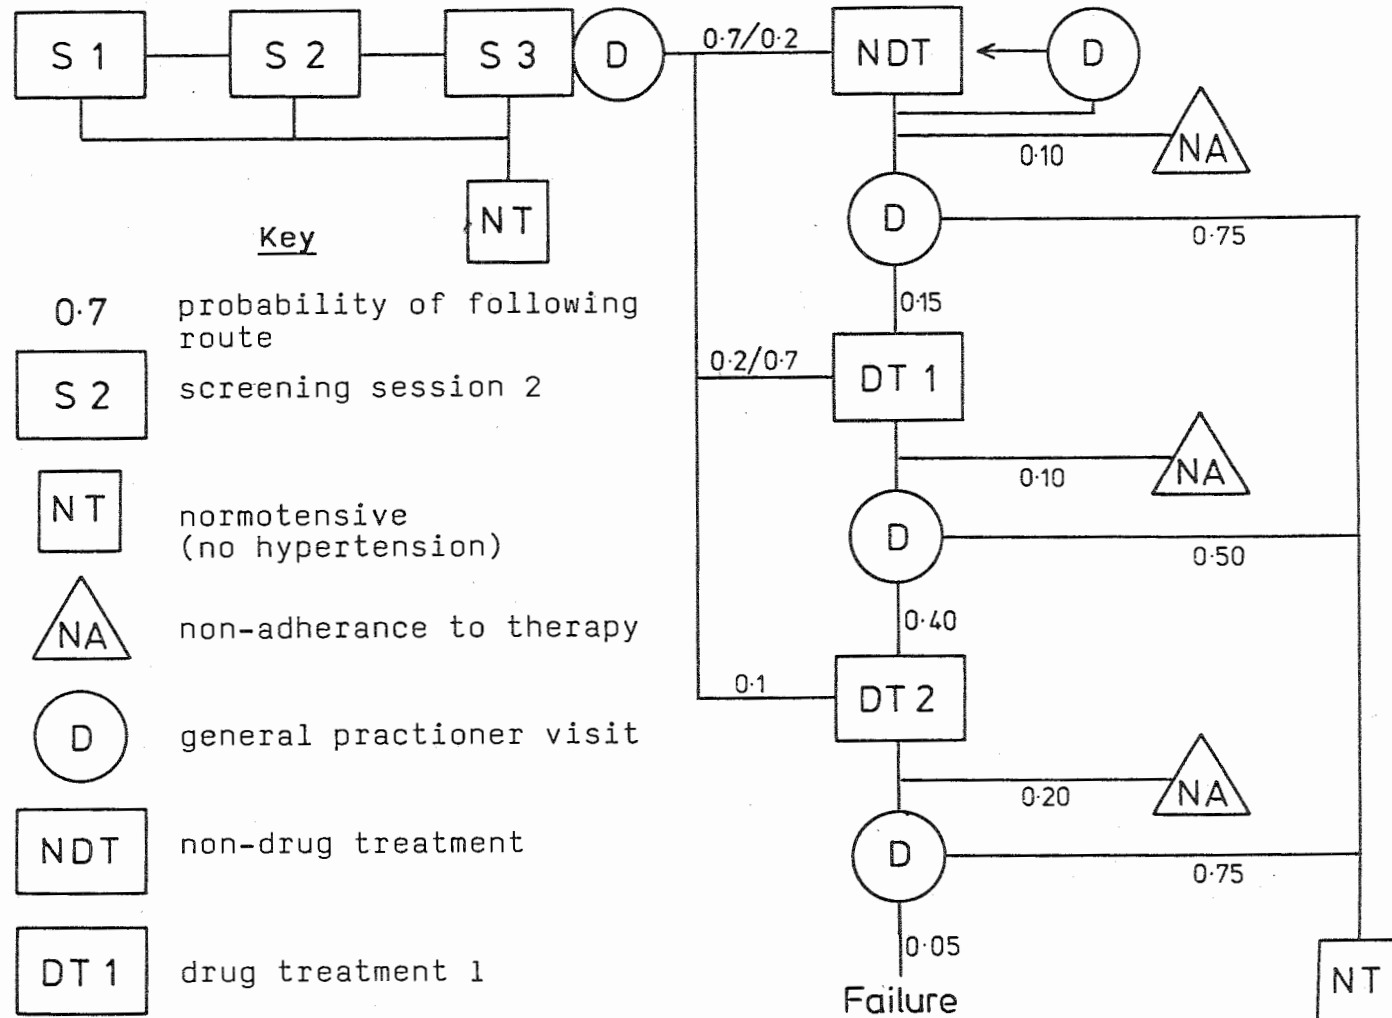 S 1
S 2
S 3
D
0·7/0·2
NDT
D
0·10
NA
NT
D
0·75
Key
0·7
probability of following
route
0·15
S 2
screening session 2
0·2/0·7
DT 1
0·10
NA
NT
normotensive
(no hypertension)
D
0·50
NA
non-adherance to therapy
0·40
0·1
DT 2
D
general practioner visit
0·20
NA
NDT
non-drug treatment
D
0·75
0·05
DT 1
drug treatment 1
Failure
NT